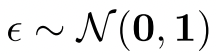 ϵ ∼ 𝒩(𝟎, 𝟏)